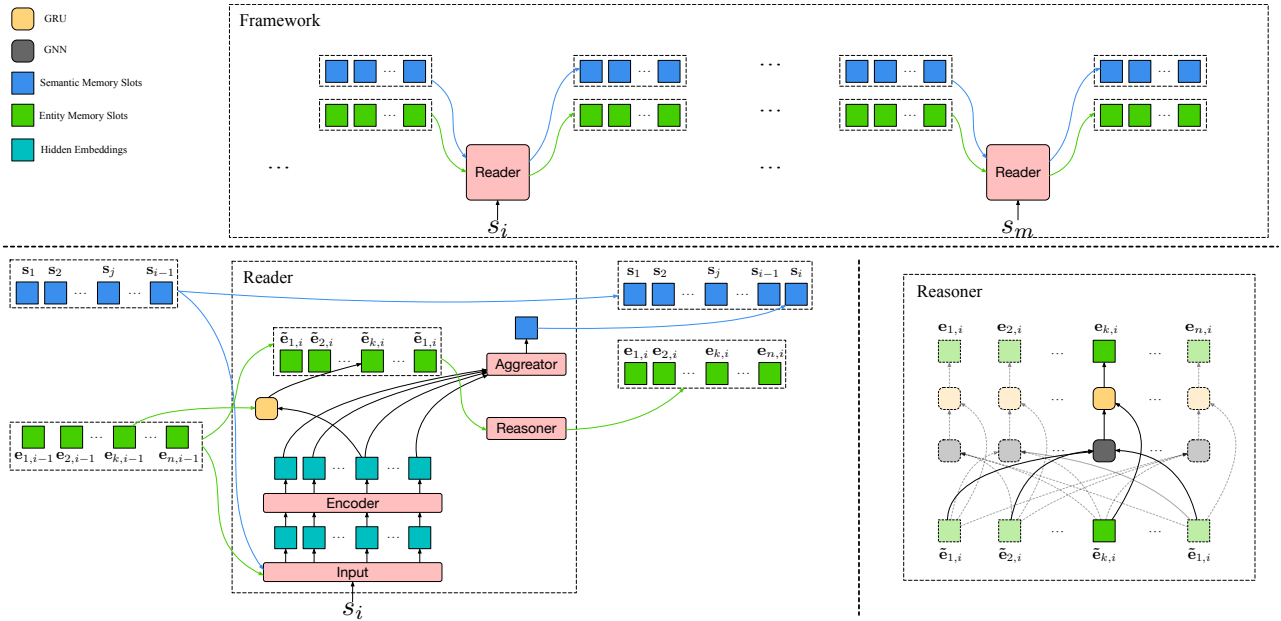 GRU
GNN
Semantic Memory Slots
Entity Memory Slots
Hidden Embeddings
Framework
... ... ...
... ... ...
... ...
... ...
... Reader ... Reader
s_i s_m
s_1 s_2 s_j s_{i-1}
... ...
Reader
ẽ_{1,i} ẽ_{2,i} ẽ_{k,i} ẽ_{1,i}
... ...
Aggreator
Reasoner
e_{1,i-1} e_{2,i-1} e_{k,i-1} e_{n,i-1}
... ...
... ...
Encoder
... ...
Input
s_i
s_1 s_2 s_j s_{i-1} s_i
... ...
e_{1,i} e_{2,i} e_{k,i} e_{n,i}
... ...
Reasoner
e_{1,i} e_{2,i} e_{k,i} e_{n,i}
... ...
... ...
... ...
... ...
ẽ_{1,i} ẽ_{2,i} ẽ_{k,i} ẽ_{1,i}